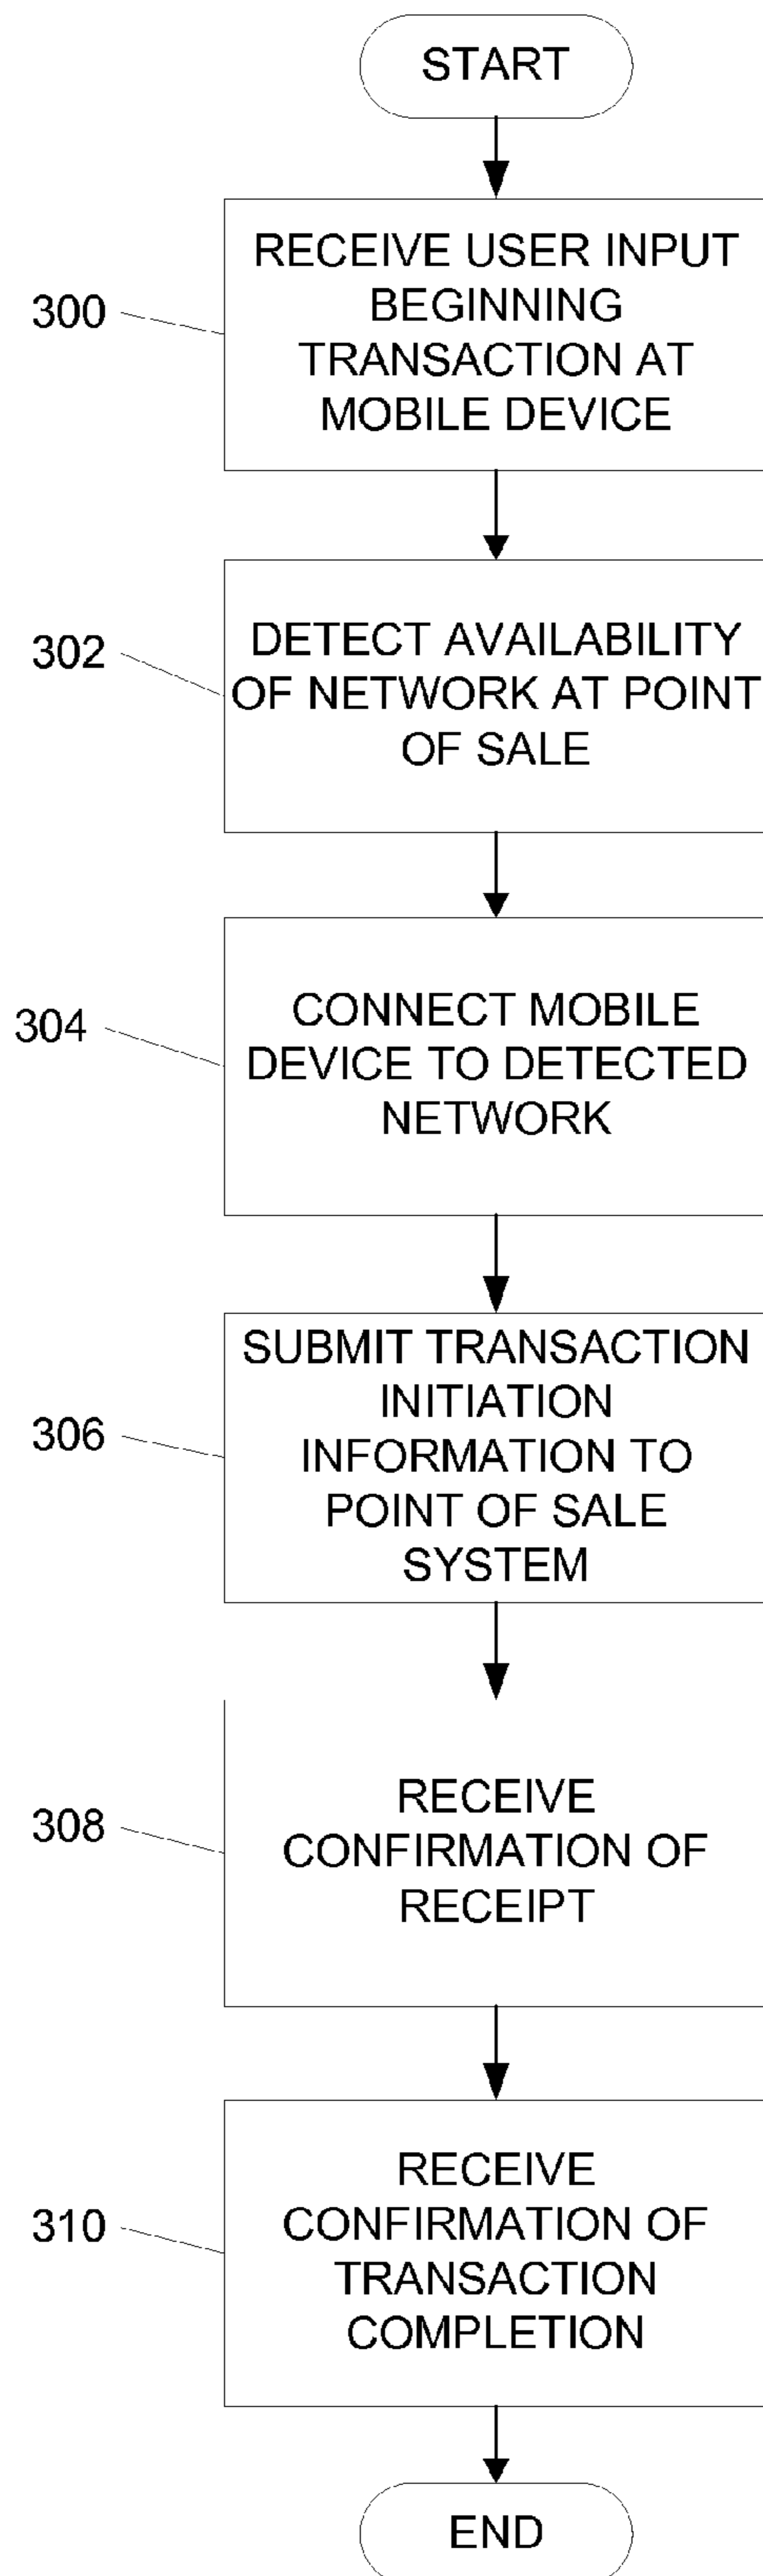 START
RECEIVE USER INPUT
BEGINNING
TRANSACTION AT
MOBILE DEVICE
300
DETECT AVAILABILITY
OF NETWORK AT POINT
OF SALE
302
CONNECT MOBILE
DEVICE TO DETECTED
NETWORK
304
SUBMIT TRANSACTION
INITIATION
INFORMATION TO
POINT OF SALE
SYSTEM
306
RECEIVE
CONFIRMATION OF
RECEIPT
308
RECEIVE
CONFIRMATION OF
TRANSACTION
COMPLETION
310
END